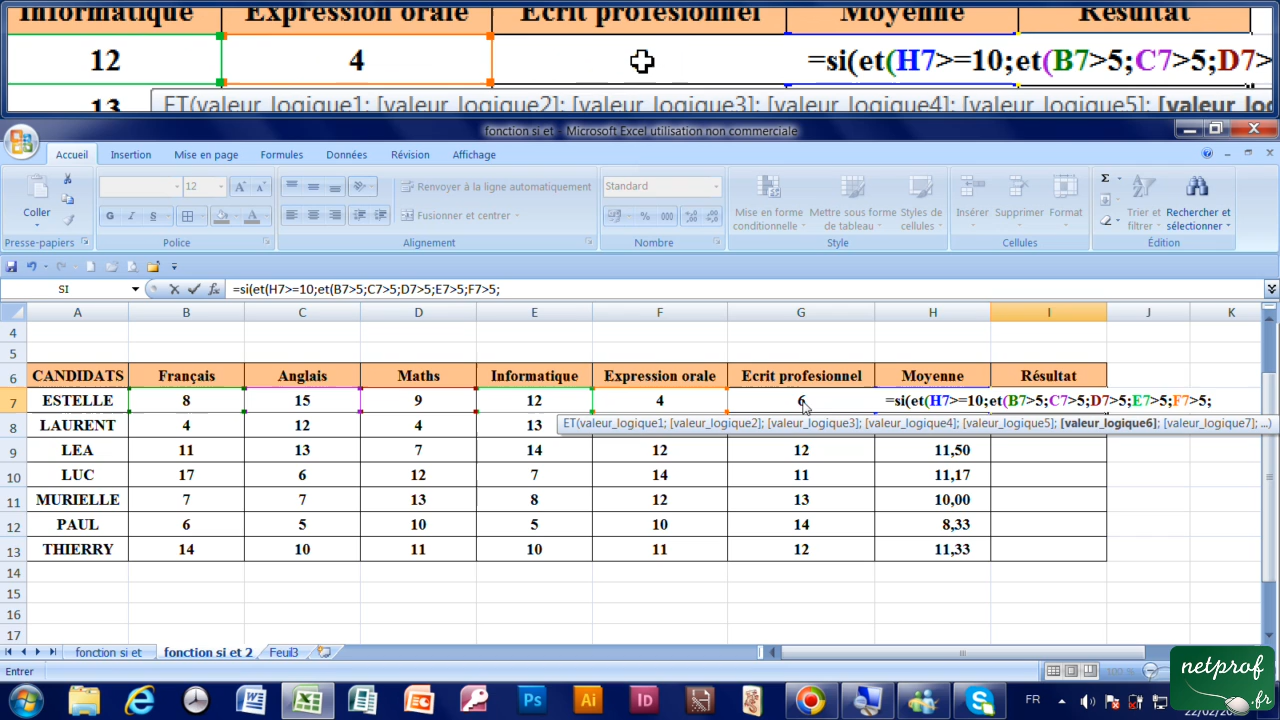 Informatique Expression orale Ecrit profesionnel Moyenne Résultat
12 4 =si(et(H7>=10;et(B7>5;C7>5;D7>
13 ET(valeur_logique1; [valeur_logique2]; [valeur_logique3]; [valeur_logique4]; [valeur_logique5]; [valeur_log
fonction si et - Microsoft Excel utilisation non commerciale
Accueil Insertion Mise en page Formules Données Révision Affichage
12 Renvoyer à la ligne automatiquement Standard
Coller Fusionner et centrer Mise en forme conditionnelle Mettre sous forme de tableau Styles de cellules Insérer Supprimer Format Trier et filtrer Rechercher et sélectionner
Presse-papiers Police Alignement Nombre Style Cellules Édition
SI =si(et(H7>=10;et(B7>5;C7>5;D7>5;E7>5;F7>5;
A B C D E F G H I J K
4
5
6 CANDIDATS Français Anglais Maths Informatique Expression orale Ecrit profesionnel Moyenne Résultat
7 ESTELLE 8 15 9 12 4 6 =si(et(H7>=10;et(B7>5;C7>5;D7>5;E7>5;F7>5;
8 LAURENT 4 12 4 13 ET(valeur_logique1; [valeur_logique2]; [valeur_logique3]; [valeur_logique4]; [valeur_logique5]; [valeur_logique6]; [valeur_logique7]; ...)
9 LEA 11 13 7 14 12 12 11,50
10 LUC 17 6 12 7 14 11 11,17
11 MURIELLE 7 7 13 8 12 13 10,00
12 PAUL 6 5 10 5 10 14 8,33
13 THIERRY 14 10 11 10 11 12 11,33
14
15
16
17
fonction si et fonction si et 2 Feuil3
Entrer 100 %
Ps Ai Id FR
netprof
.fr